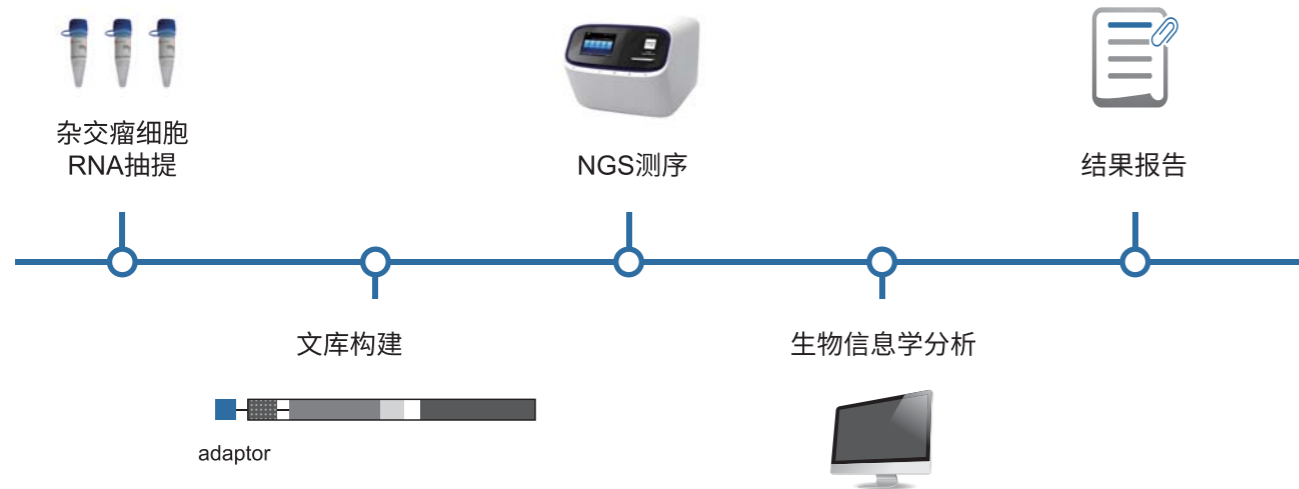 杂交瘤细胞
RNA抽提
NGS测序
结果报告
文库构建
生物信息学分析
adaptor